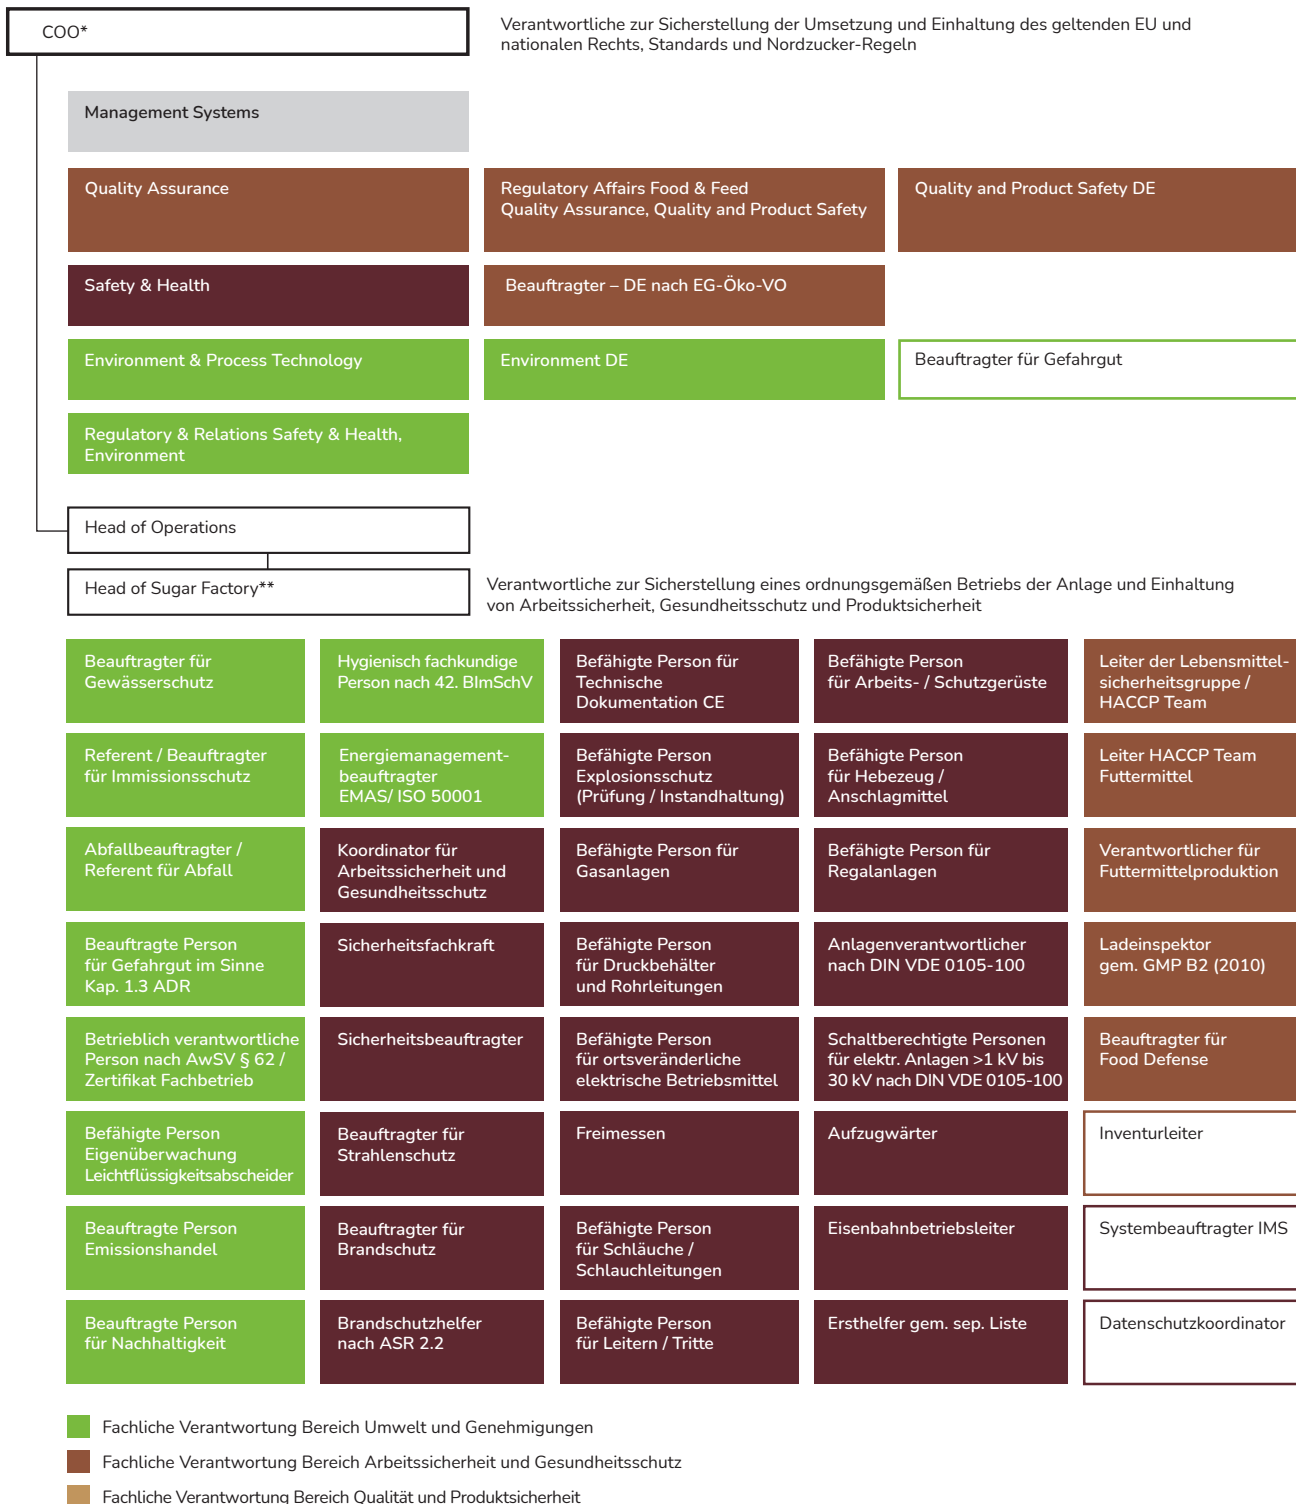 COO*
Verantwortliche zur Sicherstellung der Umsetzung und Einhaltung des geltenden EU und
nationalen Rechts, Standards und Nordzucker-Regeln
Management Systems
Quality Assurance
Regulatory Affairs Food & Feed
Quality Assurance, Quality and Product Safety
Quality and Product Safety DE
Safety & Health
Beauftragter – DE nach EG-Öko-VO
Environment & Process Technology
Environment DE
Beauftragter für Gefahrgut
Regulatory & Relations Safety & Health,
Environment
Head of Operations
Head of Sugar Factory**
Verantwortliche zur Sicherstellung eines ordnungsgemäßen Betriebs der Anlage und Einhaltung
von Arbeitssicherheit, Gesundheitsschutz und Produktsicherheit
Beauftragter für
Gewässerschutz
Hygienisch fachkundige
Person nach 42. BImSchV
Befähigte Person für
Technische
Dokumentation CE
Befähigte Person
für Arbeits- / Schutzgerüste
Leiter der Lebensmittel-
sicherheitsgruppe /
HACCP Team
Referent / Beauftragter
für Immissionsschutz
Energiemanagement-
beauftragter
EMAS/ ISO 50001
Befähigte Person
Explosionsschutz
(Prüfung / Instandhaltung)
Befähigte Person
für Hebezeug /
Anschlagmittel
Leiter HACCP Team
Futtermittel
Abfallbeauftragter /
Referent für Abfall
Koordinator für
Arbeitssicherheit und
Gesundheitsschutz
Befähigte Person für
Gasanlagen
Befähigte Person für
Regalanlagen
Verantwortlicher für
Futtermittelproduktion
Beauftragte Person
für Gefahrgut im Sinne
Kap. 1.3 ADR
Sicherheitsfachkraft
Befähigte Person
für Druckbehälter
und Rohrleitungen
Anlagenverantwortlicher
nach DIN VDE 0105-100
Ladeinspektor
gem. GMP B2 (2010)
Betrieblich verantwortliche
Person nach AwSV § 62 /
Zertifikat Fachbetrieb
Sicherheitsbeauftragter
Befähigte Person
für ortsveränderliche
elektrische Betriebsmittel
Schaltberechtigte Personen
für elektr. Anlagen >1 kV bis
30 kV nach DIN VDE 0105-100
Beauftragter für
Food Defense
Befähigte Person
Eigenüberwachung
Leichtflüssigkeitsabscheider
Beauftragter für
Strahlenschutz
Freimessen
Aufzugwärter
Inventurleiter
Beauftragte Person
Emissionshandel
Beauftragter für
Brandschutz
Befähigte Person
für Schläuche /
Schlauchleitungen
Eisenbahnbetriebsleiter
Systembeauftragter IMS
Beauftragte Person
für Nachhaltigkeit
Brandschutzhelfer
nach ASR 2.2
Befähigte Person
für Leitern / Tritte
Ersthelfer gem. sep. Liste
Datenschutzkoordinator
Fachliche Verantwortung Bereich Umwelt und Genehmigungen
Fachliche Verantwortung Bereich Arbeitssicherheit und Gesundheitsschutz
Fachliche Verantwortung Bereich Qualität und Produktsicherheit